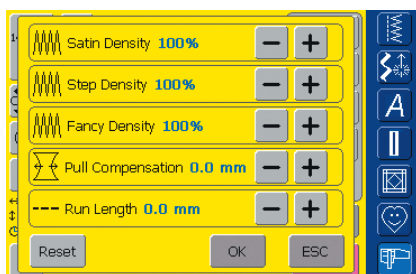 Satin Density 100%
Step Density 100%
Fancy Density 100%
Pull Compensation 0.0 mm
Run Length 0.0 mm
Reset OK ESC
A